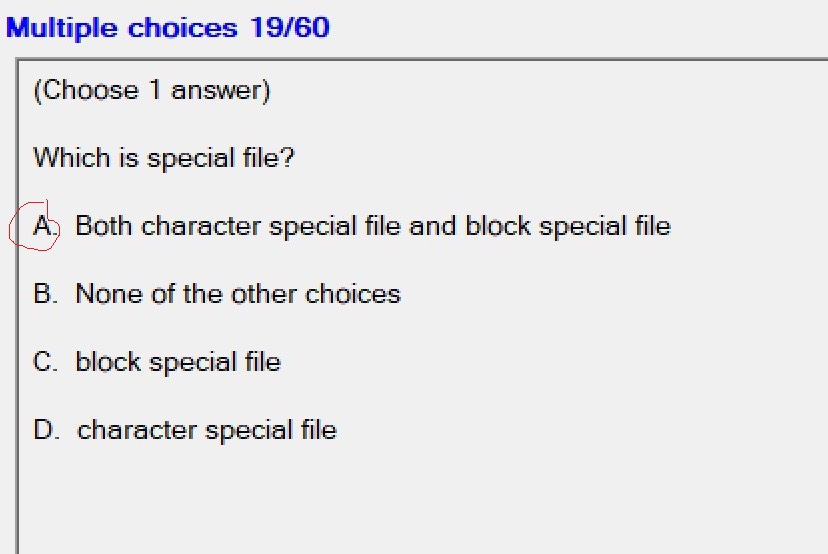 Multiple choices 19/60
(Choose 1 answer)
Which is special file?
A. Both character special file and block special file
B. None of the other choices
C. block special file
D. character special file